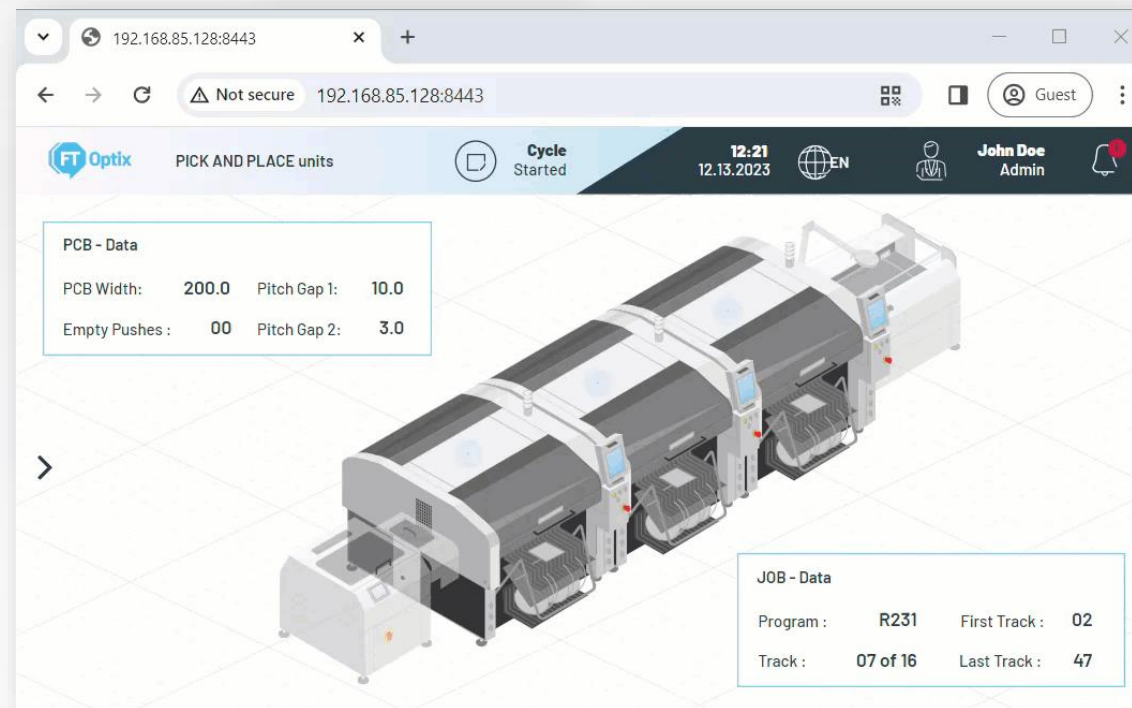 192.168.85.128:8443
Not secure 192.168.85.128:8443 Guest
FT Optix PICK AND PLACE units Cycle Started 12:21 12.13.2023 EN John Doe Admin
PCB - Data
PCB Width: 200.0 Pitch Gap 1: 10.0
Empty Pushes : 00 Pitch Gap 2: 3.0
JOB - Data
Program : R231 First Track : 02
Track : 07 of 16 Last Track : 47